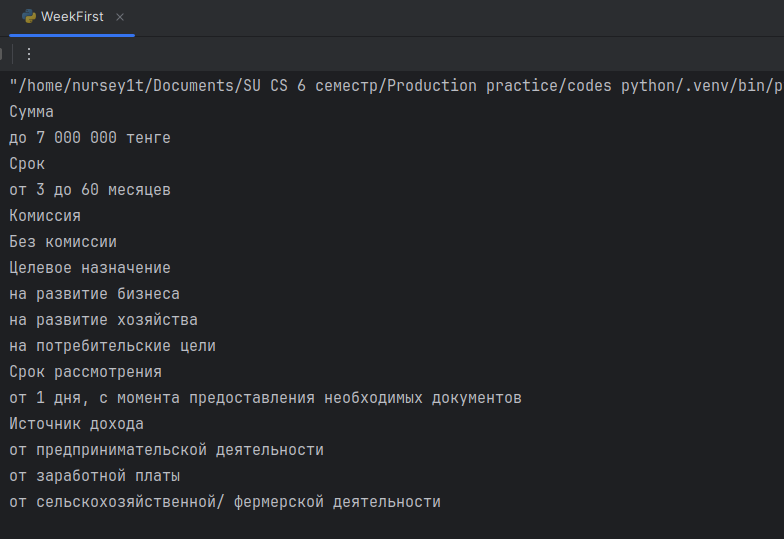 WeekFirst
"/home/nursey1t/Documents/SU CS 6 семестр/Production practice/codes python/.venv/bin/p
Сумма
до 7 000 000 тенге
Срок
от 3 до 60 месяцев
Комиссия
Без комиссии
Целевое назначение
на развитие бизнеса
на развитие хозяйства
на потребительские цели
Срок рассмотрения
от 1 дня, с момента предоставления необходимых документов
Источник дохода
от предпринимательской деятельности
от заработной платы
от сельскохозяйственной/ фермерской деятельности